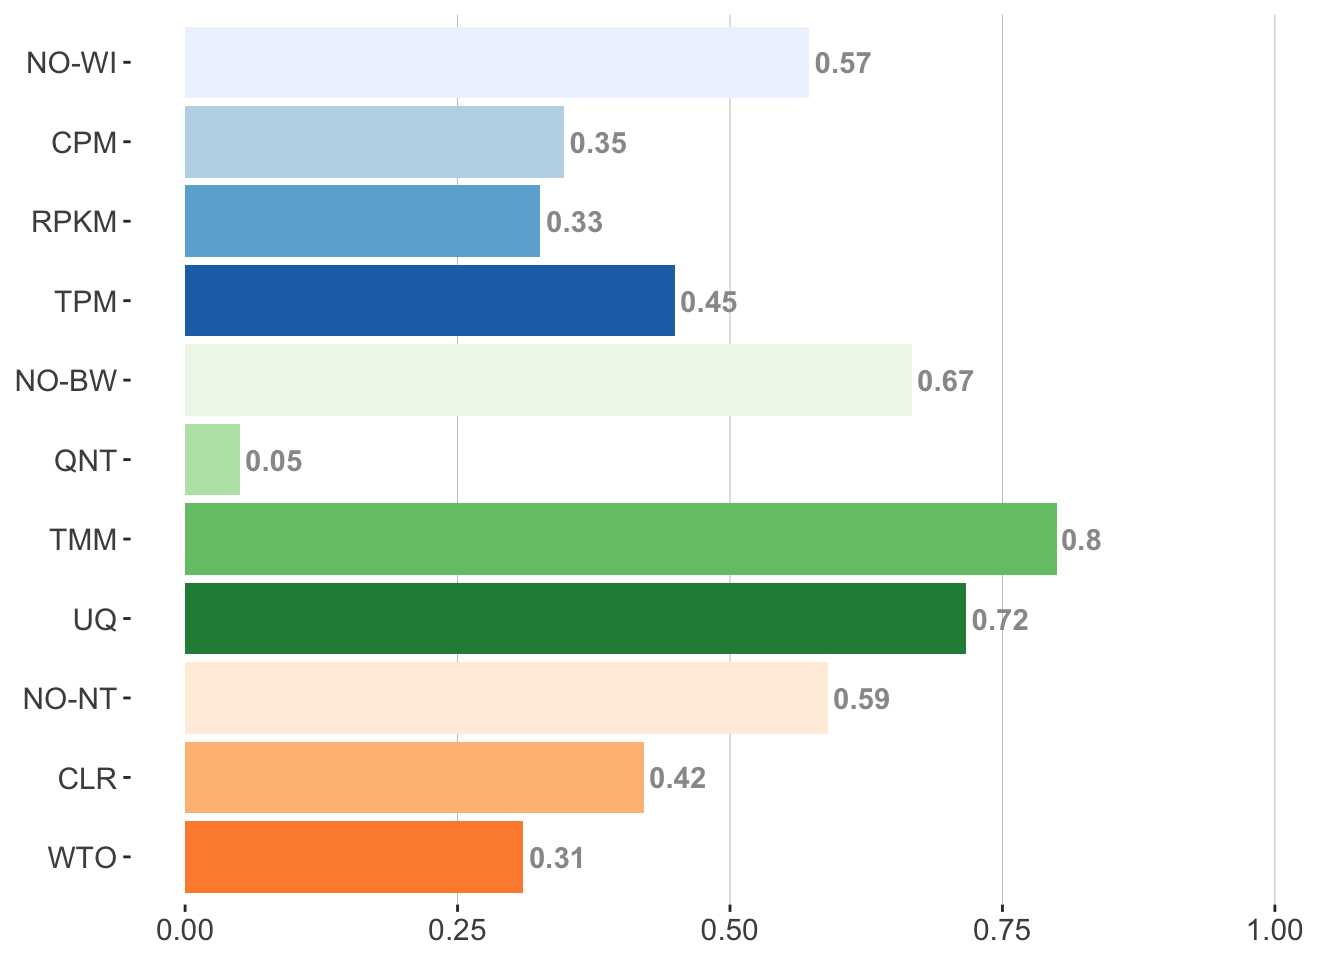 NO-WI 0.57
CPM 0.35
RPKM 0.33
TPM 0.45
NO-BW 0.67
QNT 0.05
TMM 0.8
UQ 0.72
NO-NT 0.59
CLR 0.42
WTO 0.31
0.00 0.25 0.50 0.75 1.00